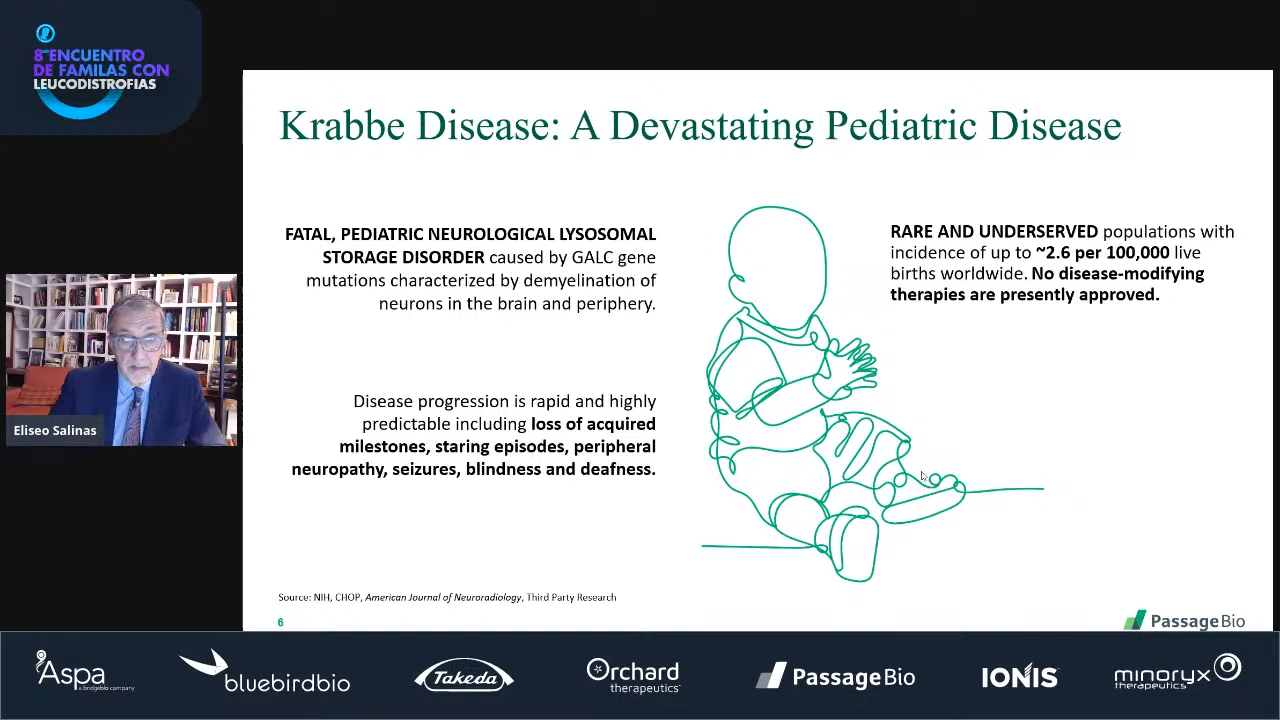 8vo ENCUENTRO
DE FAMILAS CON
LEUCODISTROFIAS
Krabbe Disease: A Devastating Pediatric Disease
FATAL, PEDIATRIC NEUROLOGICAL LYSOSOMAL
STORAGE DISORDER caused by GALC gene
mutations characterized by demyelination of
neurons in the brain and periphery.
Disease progression is rapid and highly
predictable including loss of acquired
milestones, staring episodes, peripheral
neuropathy, seizures, blindness and deafness.
RARE AND UNDERSERVED populations with
incidence of up to ~2.6 per 100,000 live
births worldwide. No disease-modifying
therapies are presently approved.
Eliseo Salinas
Source: NIH, CHOP, American Journal of Neuroradiology, Third Party Research
6
PassageBio
Aspa
a bridgebio company
bluebirdbio
Takeda
Orchard
therapeutics
PassageBio
IONIS
minoryx
therapeutics